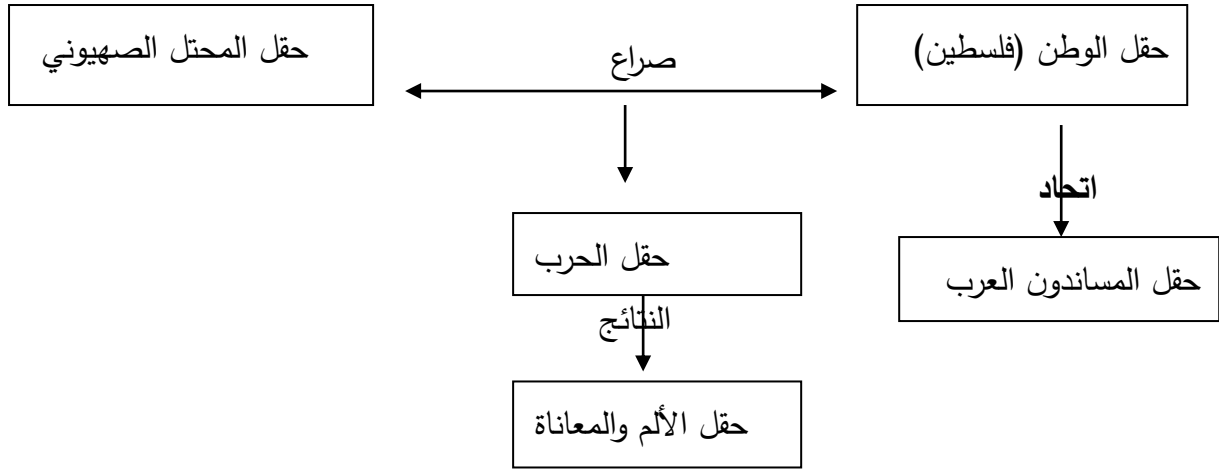 حقل الوطن (فلسطين)
صراع
حقل المحتل الصهيوني
اتحاد
حقل المساندون العرب
حقل الحرب
النتائج
حقل الألم والمعاناة